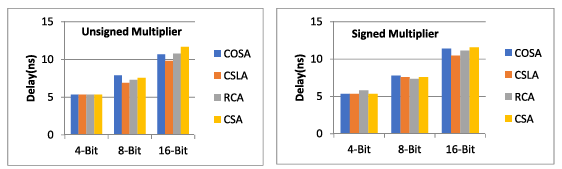 Unsigned Multiplier
15
10
5
0
Delay(ns)
4-Bit 8-Bit 16-Bit
COSA
CSLA
RCA
CSA
Signed Multiplier
15
10
5
0
Delay(ns)
4-Bit 8-Bit 16-Bit
COSA
CSLA
RCA
CSA